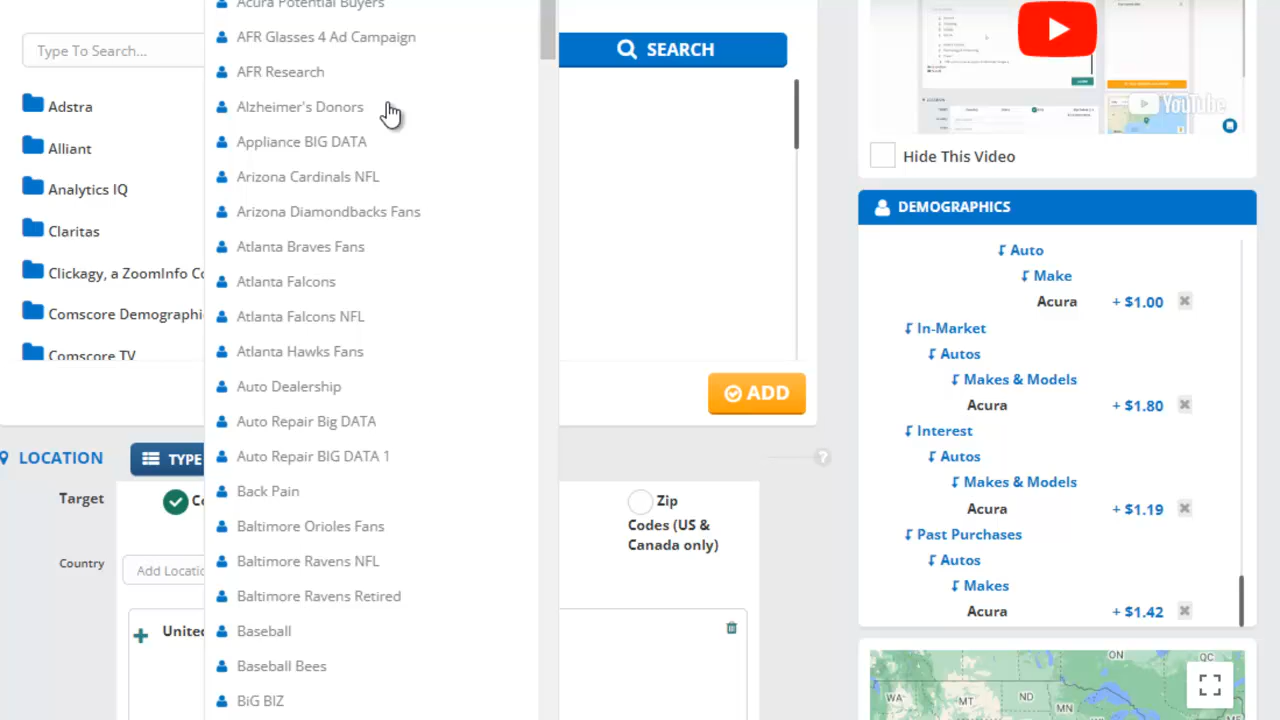 Acura Potential Buyers
AFR Glasses 4 Ad Campaign
AFR Research
Alzheimer's Donors
Appliance BIG DATA
Arizona Cardinals NFL
Arizona Diamondbacks Fans
Atlanta Braves Fans
Atlanta Falcons
Atlanta Falcons NFL
Atlanta Hawks Fans
Auto Dealership
Auto Repair Big DATA
Auto Repair BIG DATA 1
Back Pain
Baltimore Orioles Fans
Baltimore Ravens NFL
Baltimore Ravens Retired
Baseball
Baseball Bees
BiG BIZ
Type To Search...
SEARCH
Adstra
Alliant
Analytics IQ
Claritas
Clickagy, a ZoomInfo Co
Comscore Demographi
Comscore TV
ADD
LOCATION
TYPE
?
Target
Co
Zip
Codes (US &
Canada only)
Country
Add Locatio
United
YouTube
Hide This Video
DEMOGRAPHICS
Auto
Make
Acura + $1.00
In-Market
Autos
Makes & Models
Acura + $1.80
Interest
Autos
Makes & Models
Acura + $1.19
Past Purchases
Autos
Makes
Acura + $1.42
ON
QC
WA
MT
ND
MN